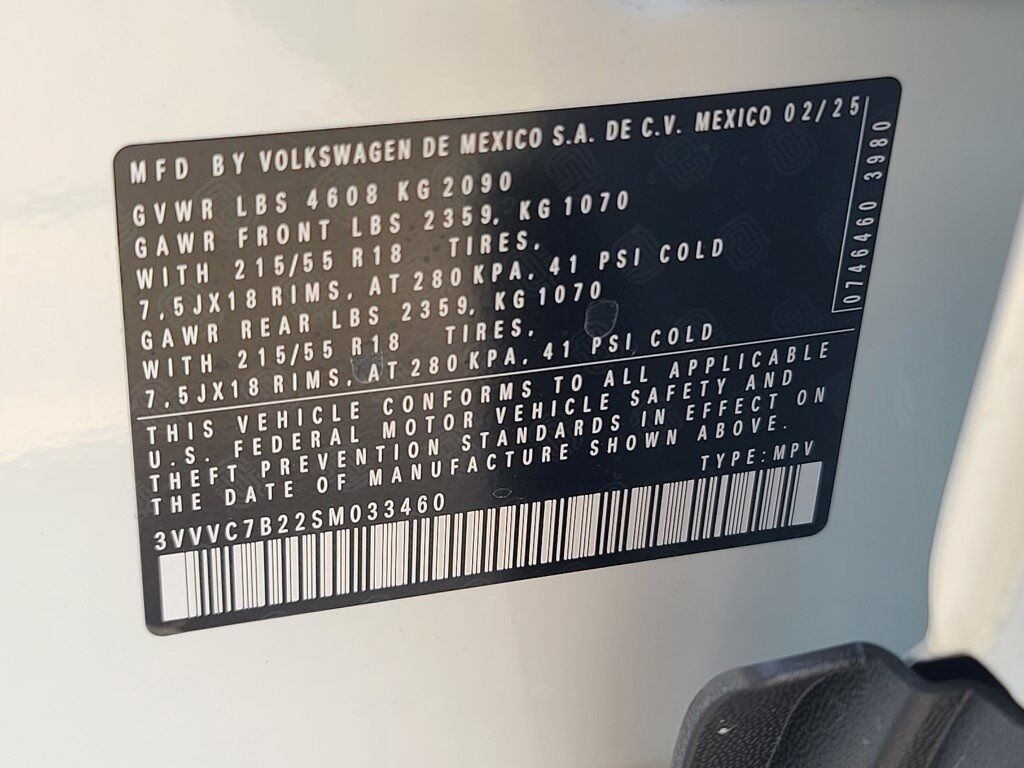 MFD BY VOLKSWAGEN DE MEXICO S.A. DE C.V. MEXICO 02/25
GVWR LBS 4608 KG 2090
GAWR FRONT LBS 2359, KG 1070
WITH 215/55 R18 TIRES,
7,5JX18 RIMS, AT 280 KPA, 41 PSI COLD
GAWR REAR LBS 2359, KG 1070
WITH 215/55 R18 TIRES,
7,5JX18 RIMS, AT 280 KPA, 41 PSI COLD
0746460 3980
THIS VEHICLE CONFORMS TO ALL APPLICABLE
U.S. FEDERAL MOTOR VEHICLE SAFETY AND
THEFT PREVENTION STANDARDS IN EFFECT ON
THE DATE OF MANUFACTURE SHOWN ABOVE.
TYPE: MPV
3VVVC7B22SM033460